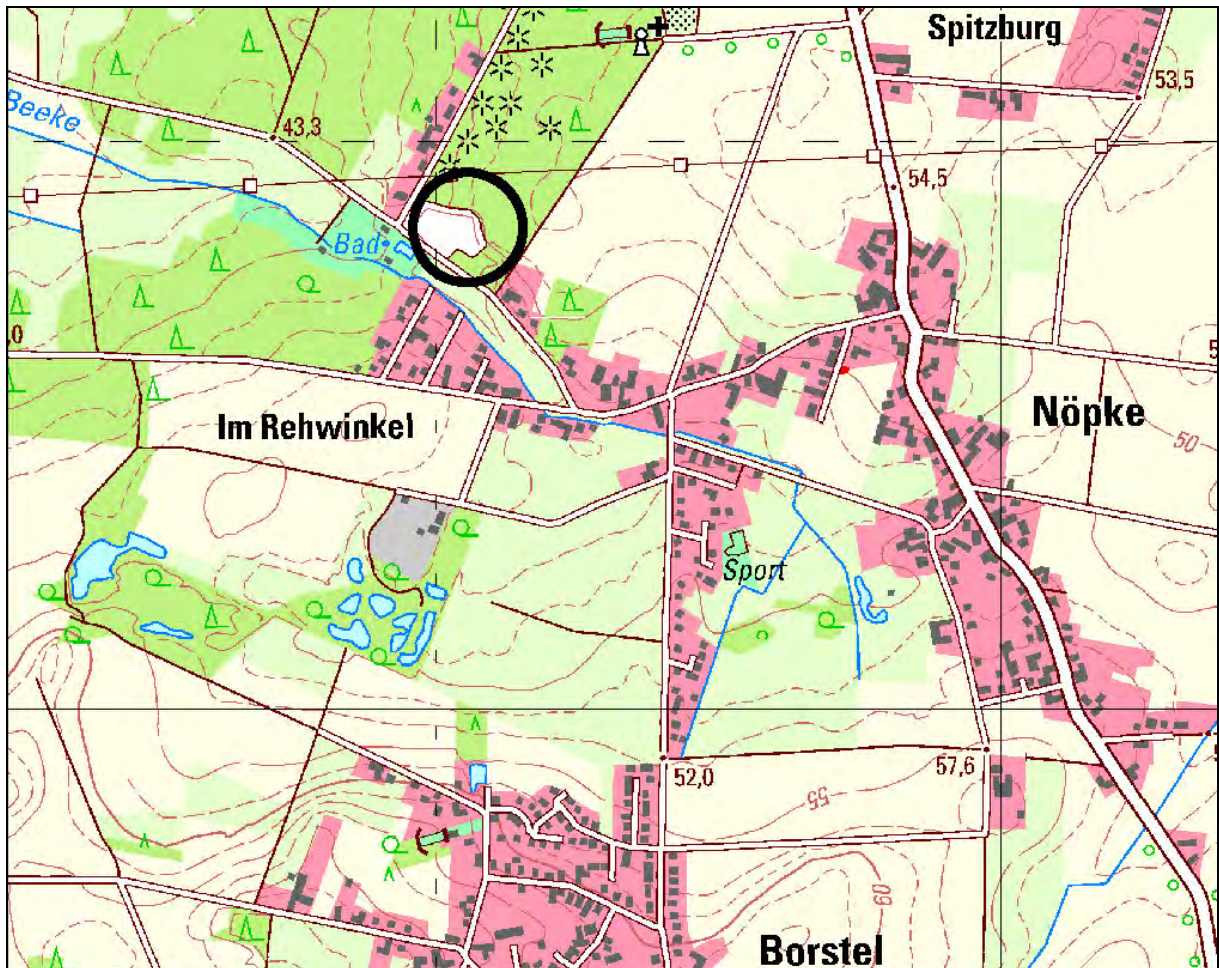 Spitzburg
53,5
Beeke
43,3
54,5
Bad
,0
5
Im Rehwinkel
Nöpke
50
Sport
52,0
57,6
55
60
Borstel